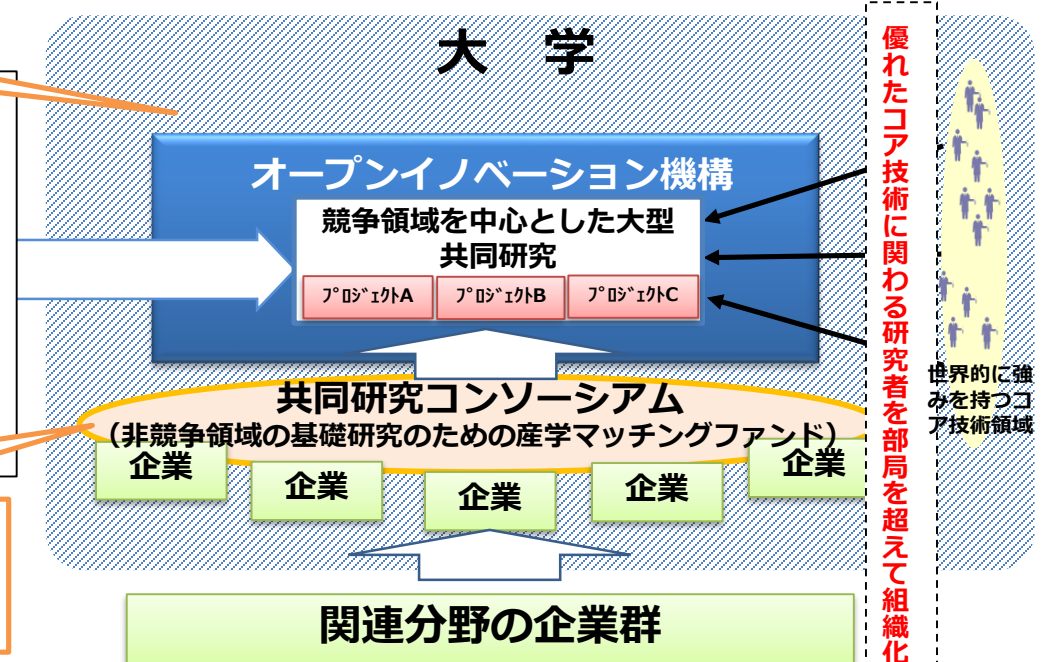 大　学
オープンイノベーション機構
競争領域を中心とした大型
共同研究
ﾌﾟﾛｼﾞｪｸﾄA
ﾌﾟﾛｼﾞｪｸﾄB
ﾌﾟﾛｼﾞｪｸﾄC
共同研究コンソーシアム
（非競争領域の基礎研究のための産学マッチングファンド）
企業
企業
企業
企業
企業
関連分野の企業群
優れたコア技術に関わる研究者を部局を超えて組織化
世界的に強
みを持つコ
ア技術領域